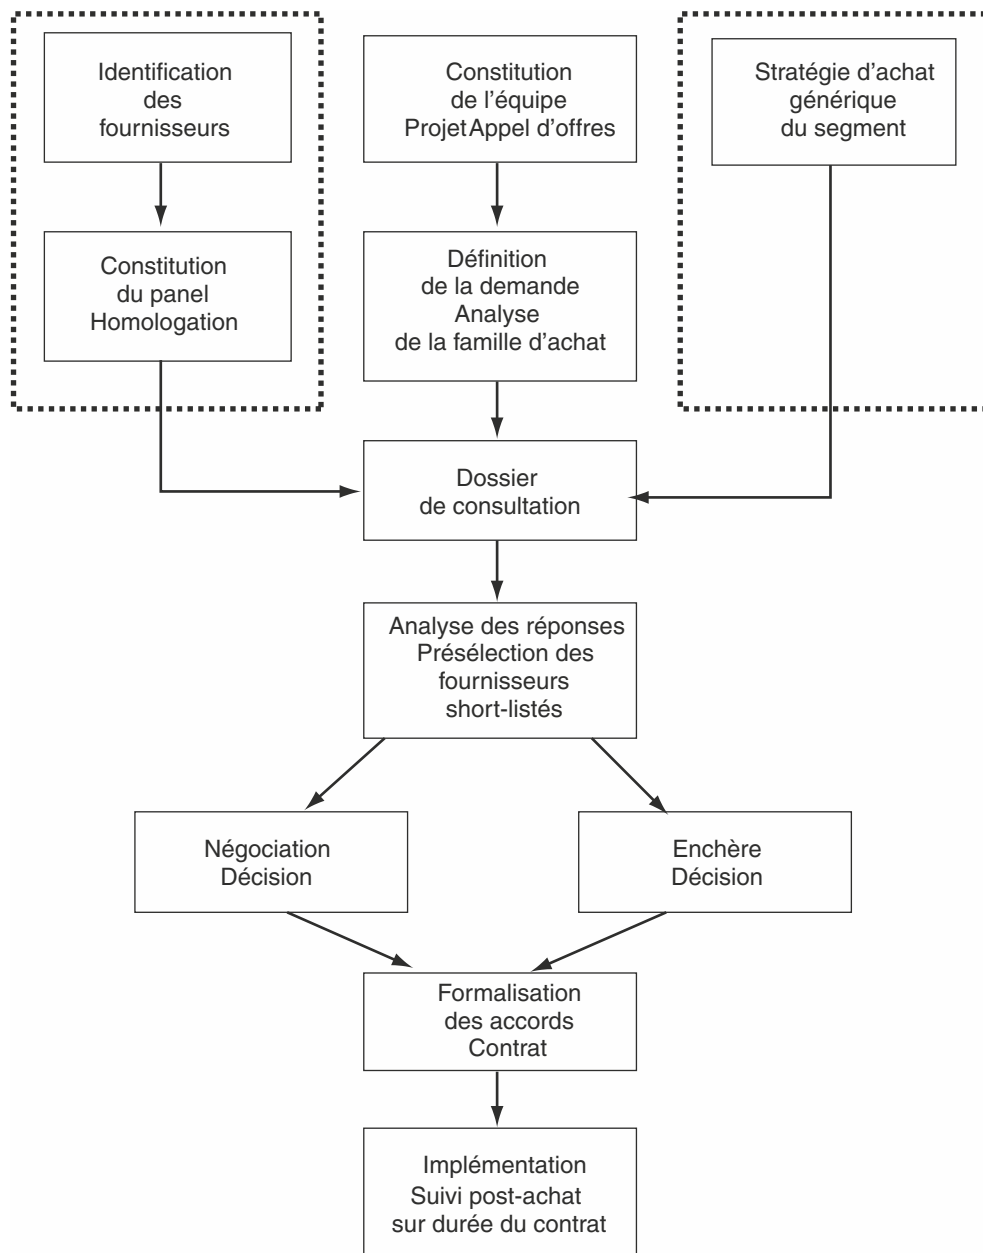 Identification
des
fournisseurs
Constitution
de l'équipe
Projet Appel d'offres
Stratégie d'achat
générique
du segment
Constitution
du panel
Homologation
Définition
de la demande
Analyse
de la famille d'achat
Dossier
de consultation
Analyse des réponses
Présélection des
fournisseurs
short-listés
Négociation
Décision
Enchère
Décision
Formalisation
des accords
Contrat
Implémentation
Suivi post-achat
sur durée du contrat